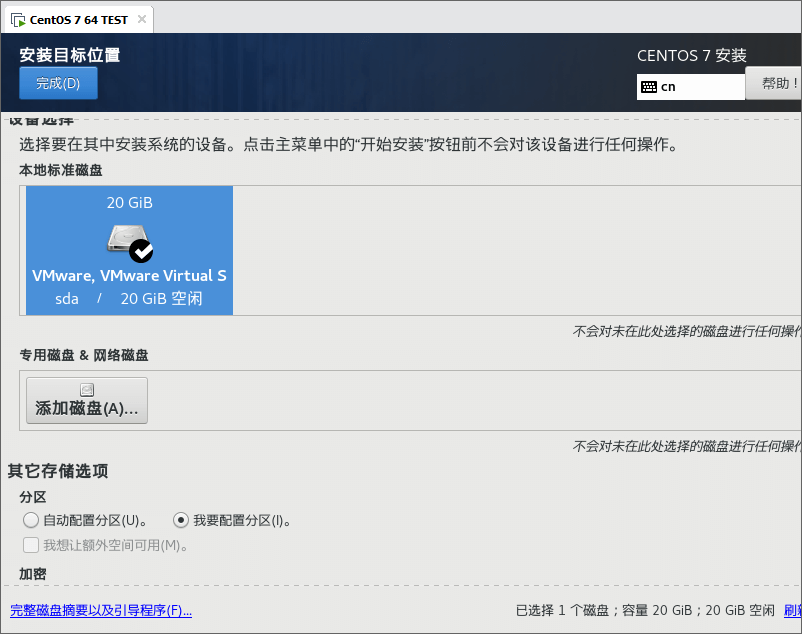 CentOS 7 64 TEST
安装目标位置
CENTOS 7 安装
完成(D)
cn
帮助！
设备选择
选择要在其中安装系统的设备。点击主菜单中的“开始安装”按钮前不会对该设备进行任何操作。
本地标准磁盘
20 GiB
VMware, VMware Virtual S
sda / 20 GiB 空闲
不会对未在此处选择的磁盘进行任何操作
专用磁盘 & 网络磁盘
添加磁盘(A)...
不会对未在此处选择的磁盘进行任何操作
其它存储选项
分区
自动配置分区(U)。 我要配置分区(I)。
我想让额外空间可用(M)。
加密
完整磁盘摘要以及引导程序(F)...
已选择 1 个磁盘；容量 20 GiB；20 GiB 空闲 刷新